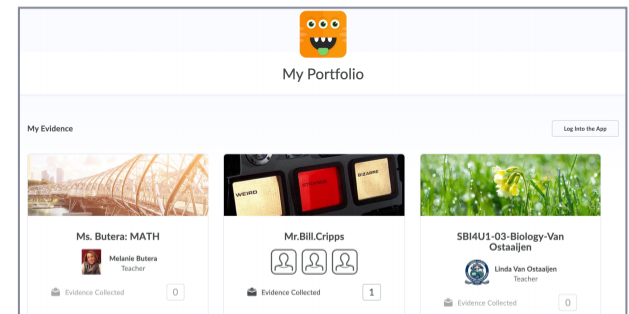 My Portfolio
My Evidence
Log Into the App
WEIRD
STRANGE
BIZARRE
Ms. Butera: MATH
Mr.Bill.Cripps
SBI4U1-03-Biology-Van
Ostaaijen
Melanie Butera
Teacher
Linda Van Ostaaijen
Teacher
Evidence Collected 0
Evidence Collected 1
Evidence Collected 0